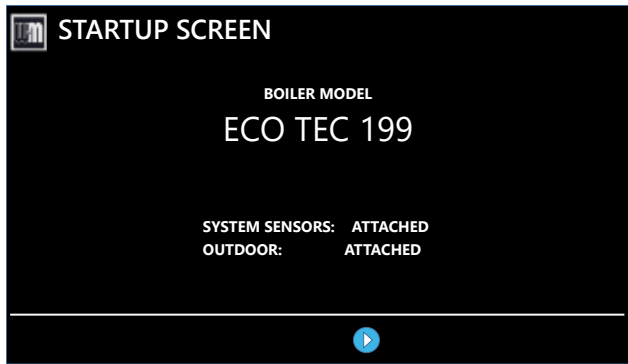 STARTUP SCREEN
BOILER MODEL
ECO TEC 199
SYSTEM SENSORS: ATTACHED
OUTDOOR: ATTACHED